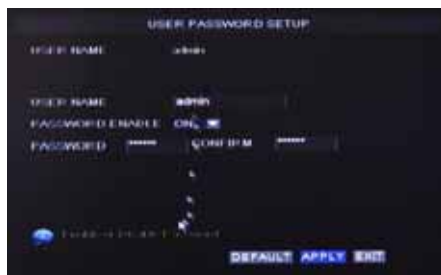 USER PASSWORD SETUP
USER NAME admin
USER NAME admin
PASSWORD ENABLE ON
PASSWORD ****** CONFIRM ******
DEFAULT APPLY EXIT